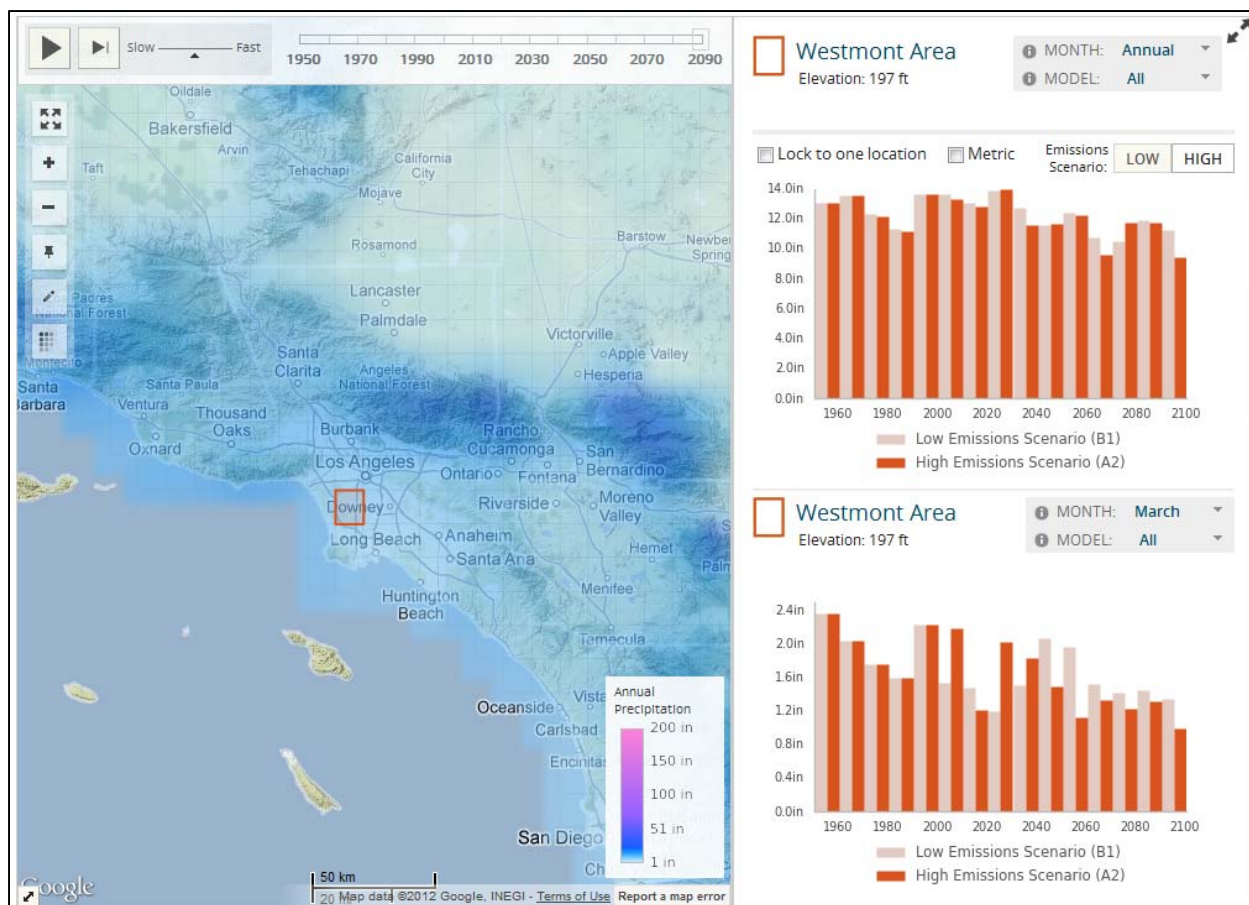 Slow Fast
1950 1970 1990 2010 2030 2050 2070 2090
Oildale
Bakersfield
Arvin
Taft
Tehachapi
California
City
Mojave
Rosamond
Barstow
Lancaster
Palmdale
Padres
National Forest
Victorville
Apple Valley
Hesperia
Montecito
Santa
Barbara
Santa Paula
Santa
Clarita
Angeles
National Forest
Ventura
Thousand
Oaks
Oxnard
Burbank
Rancho
Cucamonga
San
Bernardino
Los Angeles
Ontario
Fontana
Downey
Riverside
Moreno
Valley
Long Beach
Anaheim
Santa Ana
Hemet
Huntington
Beach
Menifee
Temecula
Oceanside
Vista
Carlsbad
Encinitas
San Diego
Annual
Precipitation
200 in
150 in
100 in
51 in
1 in
50 km
20 mi
Google
Map data ©2012 Google, INEGI - Terms of Use Report a map error
Westmont Area
Elevation: 197 ft
MONTH: Annual
MODEL: All
Lock to one location Metric Emissions
Scenario: LOW HIGH
14.0in
12.0in
10.0in
8.0in
6.0in
4.0in
2.0in
0.0in
1960 1980 2000 2020 2040 2060 2080 2100
Low Emissions Scenario (B1)
High Emissions Scenario (A2)
Westmont Area
Elevation: 197 ft
MONTH: March
MODEL: All
2.4in
2.0in
1.6in
1.2in
0.8in
0.4in
0.0in
1960 1980 2000 2020 2040 2060 2080 2100
Low Emissions Scenario (B1)
High Emissions Scenario (A2)